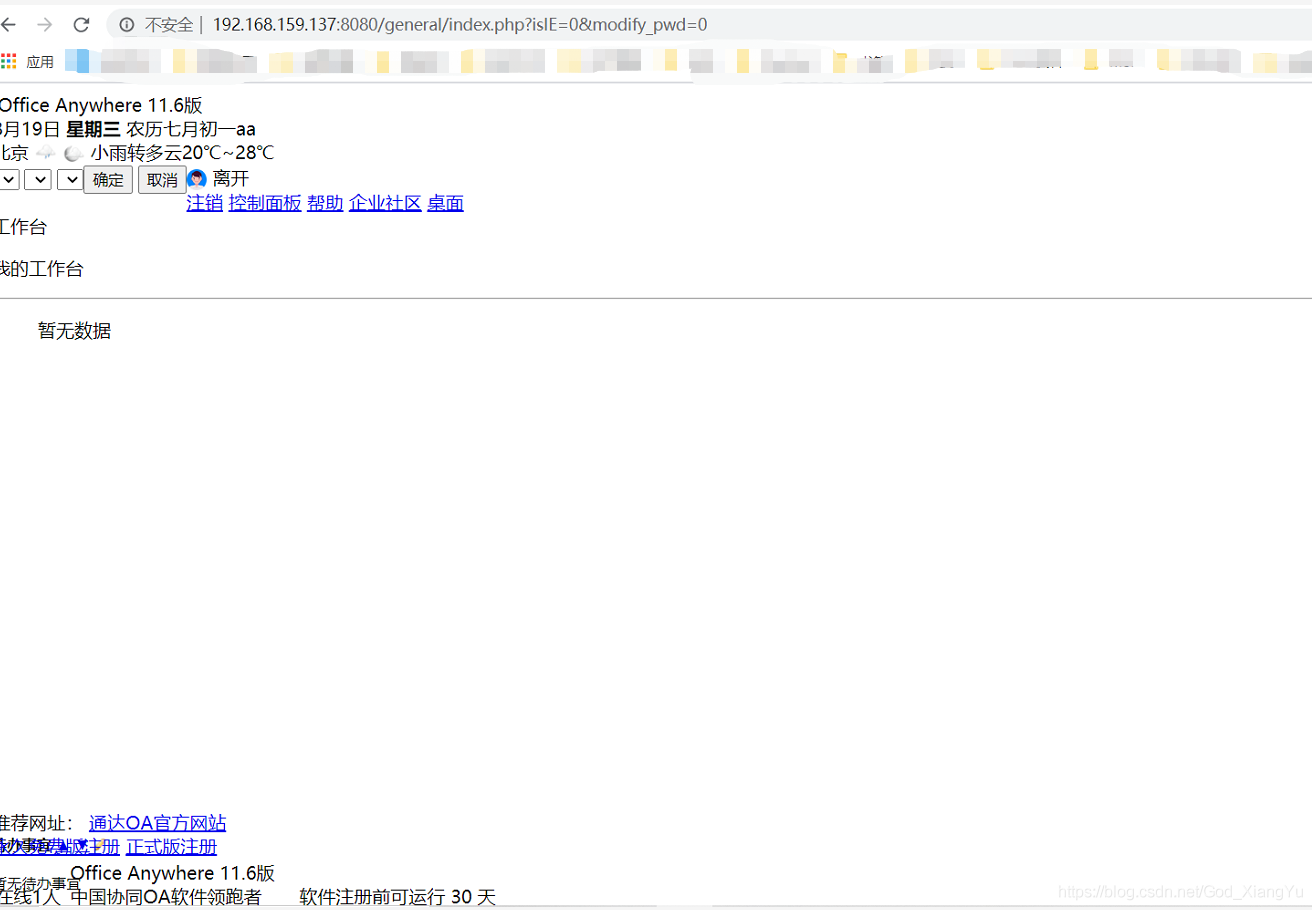 不安全 | 192.168.159.137:8080/general/index.php?isIE=0&modify_pwd=0
应用
Office Anywhere 11.6版
月19日 星期三 农历七月初一aa
北京 小雨转多云20℃~28℃
确定 取消 离开
注销 控制面板 帮助 企业社区 桌面
工作台
我的工作台
暂无数据
推荐网址： 通达OA官方网站
版注册 正式版注册
Office Anywhere 11.6版
暂无待办事宜
在线1人 中国协同OA软件领跑者 软件注册前可运行 30 天
https://blog.csdn.net/God_XiangYu